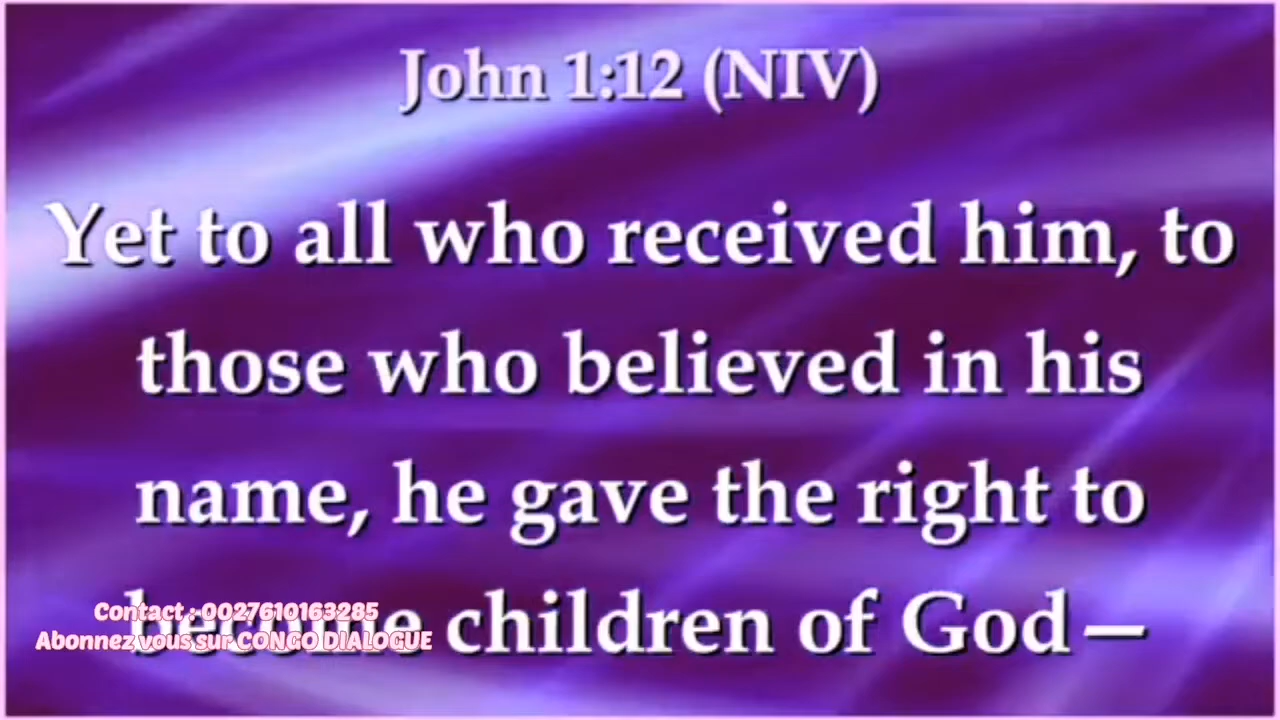 John 1:12 (NIV)
Yet to all who received him, to
those who believed in his
name, he gave the right to
become children of God—
Contact : 0027610163285
Abonnez vous sur CONGO DIALOGUE